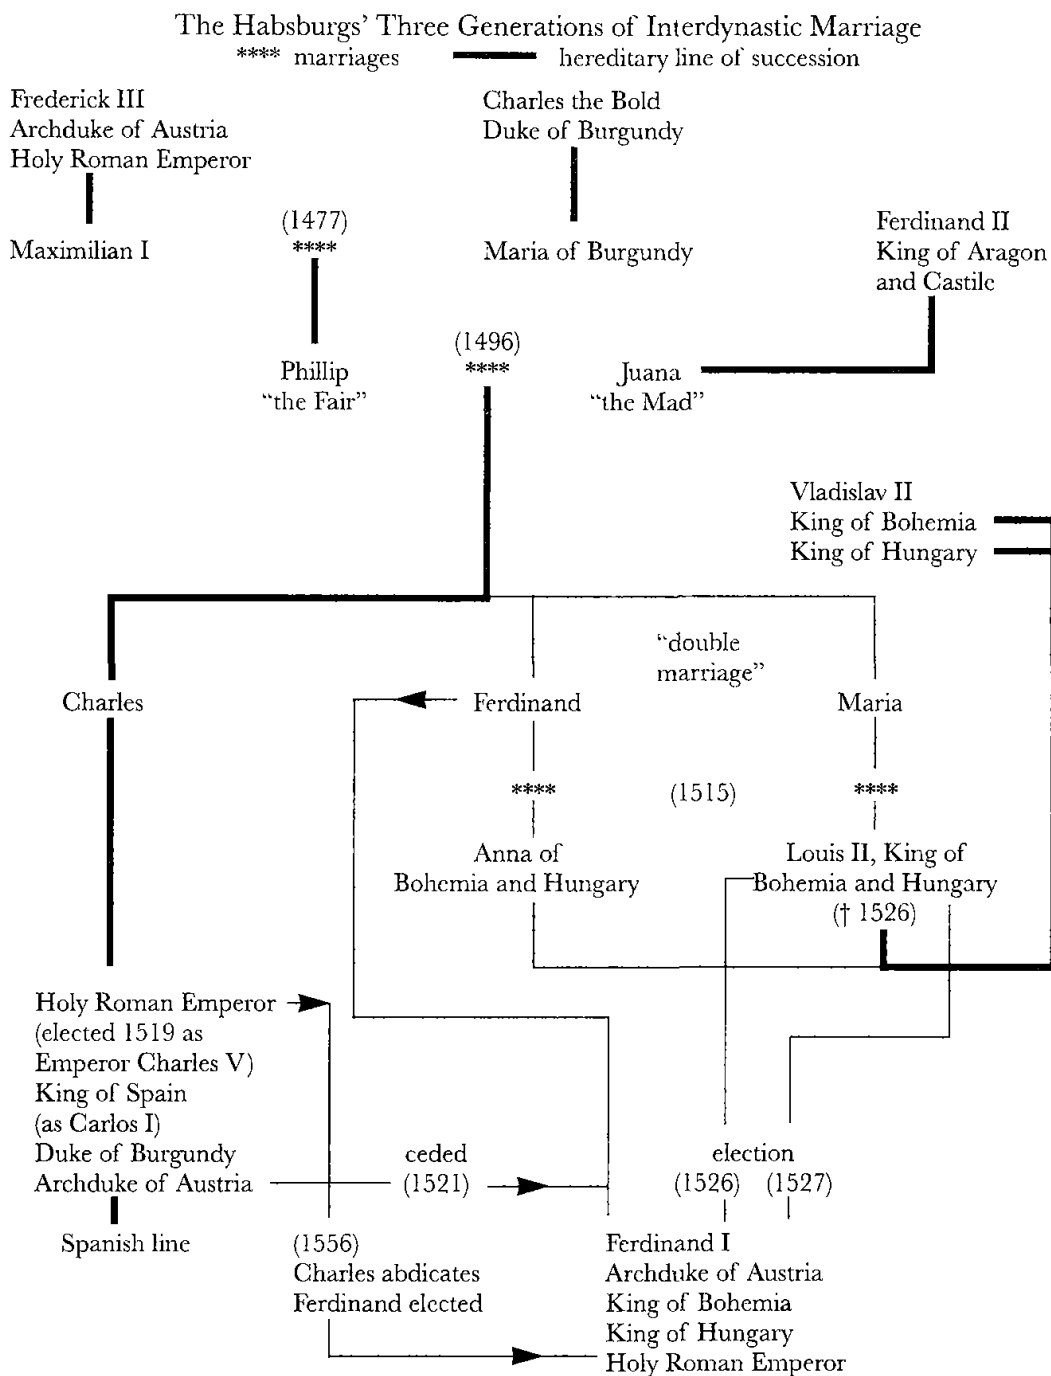 The Habsburgs' Three Generations of Interdynastic Marriage
**** marriages hereditary line of succession
Frederick III
Archduke of Austria
Holy Roman Emperor
Charles the Bold
Duke of Burgundy
(1477)
****
Maximilian I
Maria of Burgundy
Ferdinand II
King of Aragon
and Castile
(1496)
****
Phillip
"the Fair"
Juana
"the Mad"
Vladislav II
King of Bohemia
King of Hungary
"double
marriage"
Charles
Ferdinand
Maria
**** (1515) ****
Anna of
Bohemia and Hungary
Louis II, King of
Bohemia and Hungary
(† 1526)
Holy Roman Emperor
(elected 1519 as
Emperor Charles V)
King of Spain
(as Carlos I)
Duke of Burgundy
Archduke of Austria
ceded
(1521)
election
(1526) (1527)
Spanish line
(1556)
Charles abdicates
Ferdinand elected
Ferdinand I
Archduke of Austria
King of Bohemia
King of Hungary
Holy Roman Emperor